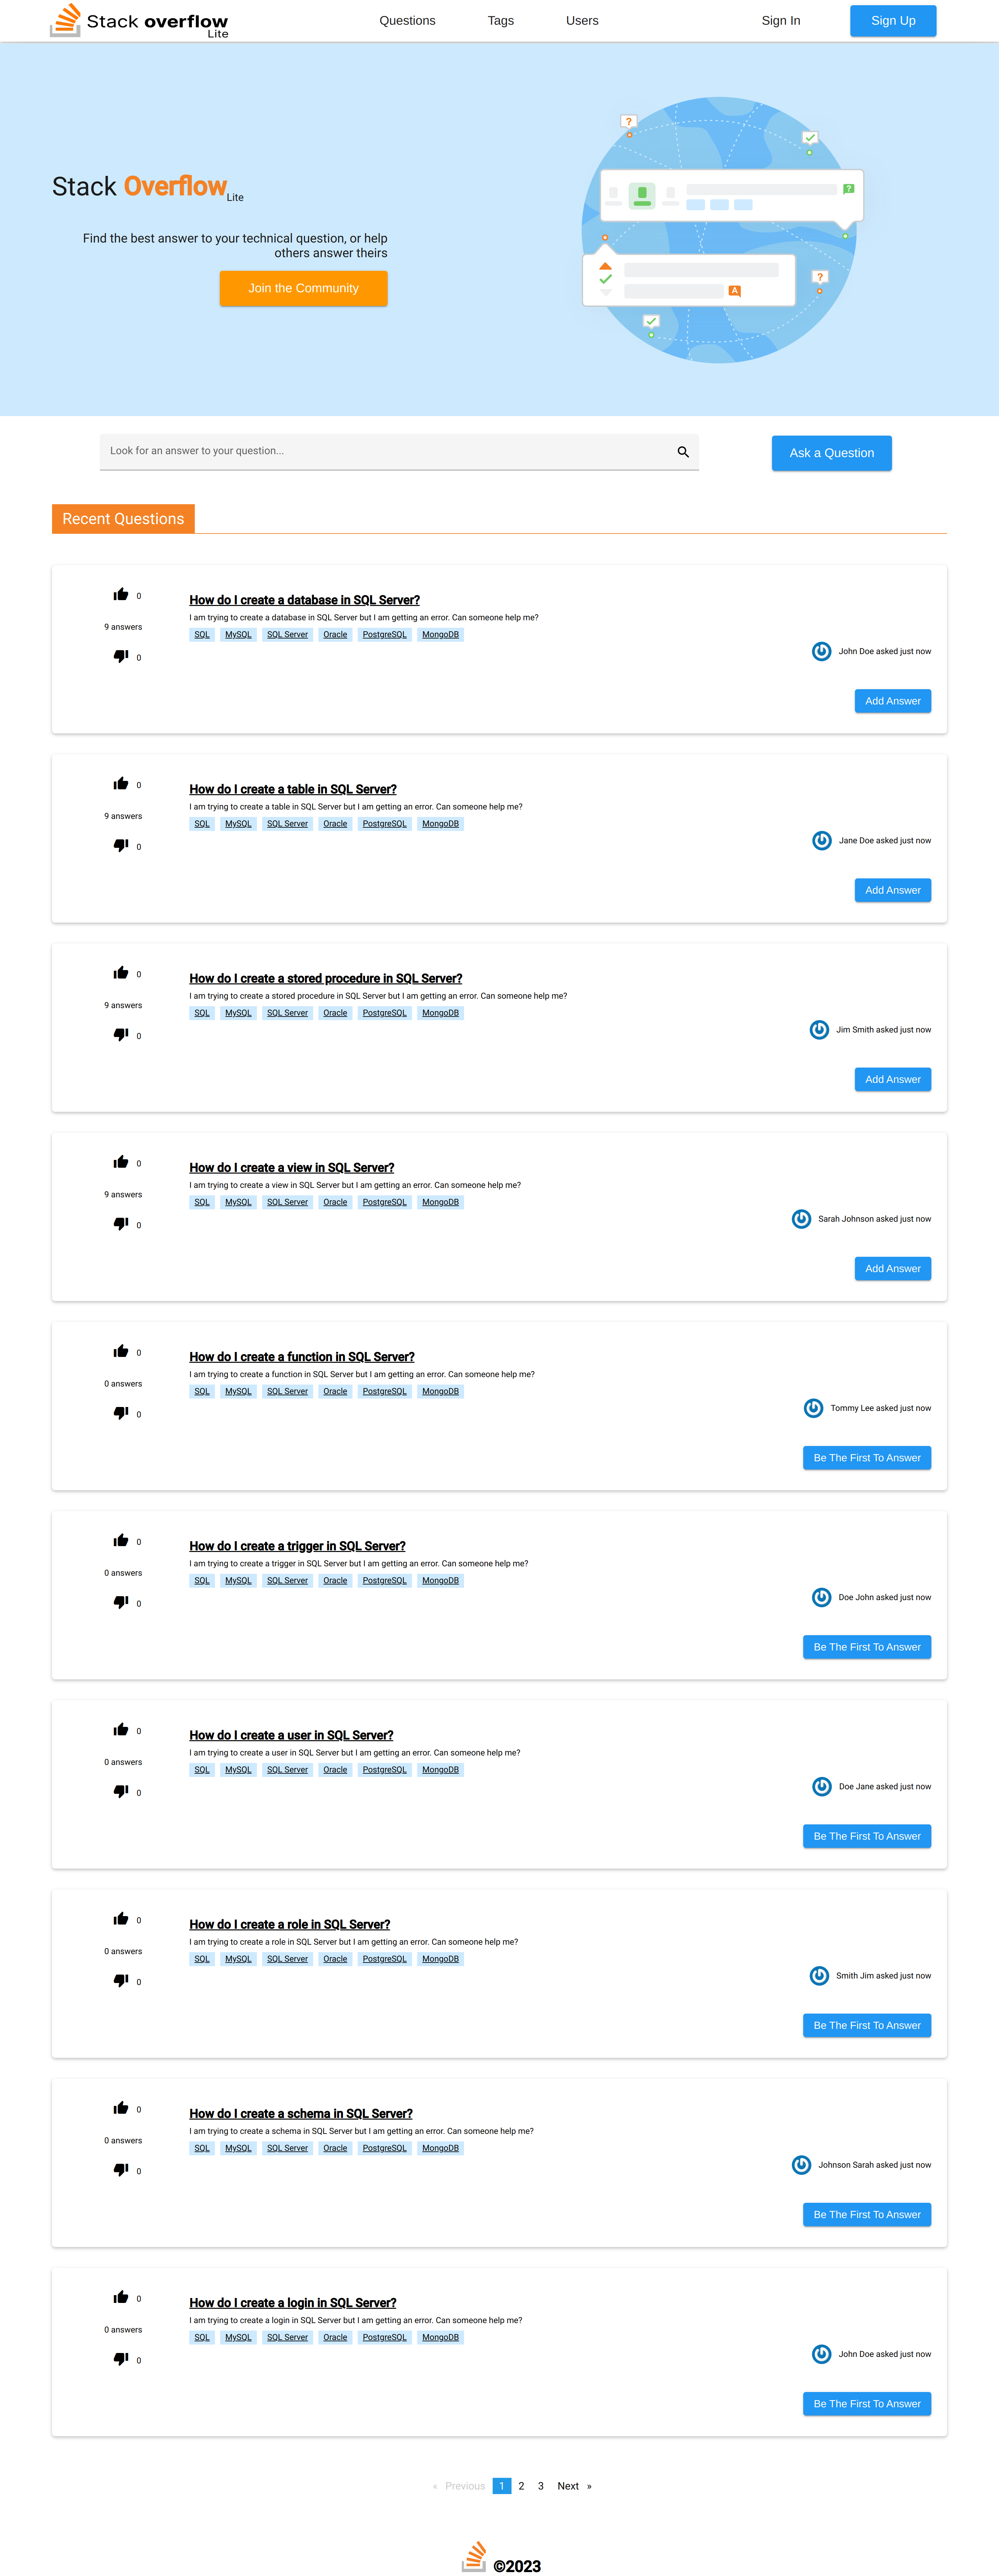 Stack overflow
Lite
Questions Tags Users Sign In Sign Up
Stack Overflow Lite
Find the best answer to your technical question, or help
others answer theirs
Join the Community
?
?
?
A
Look for an answer to your question...
Ask a Question
Recent Questions
0
9 answers
0
How do I create a database in SQL Server?
I am trying to create a database in SQL Server but I am getting an error. Can someone help me?
SQL MySQL SQL Server Oracle PostgreSQL MongoDB
John Doe asked just now
Add Answer
0
9 answers
0
How do I create a table in SQL Server?
I am trying to create a table in SQL Server but I am getting an error. Can someone help me?
SQL MySQL SQL Server Oracle PostgreSQL MongoDB
Jane Doe asked just now
Add Answer
0
9 answers
0
How do I create a stored procedure in SQL Server?
I am trying to create a stored procedure in SQL Server but I am getting an error. Can someone help me?
SQL MySQL SQL Server Oracle PostgreSQL MongoDB
Jim Smith asked just now
Add Answer
0
9 answers
0
How do I create a view in SQL Server?
I am trying to create a view in SQL Server but I am getting an error. Can someone help me?
SQL MySQL SQL Server Oracle PostgreSQL MongoDB
Sarah Johnson asked just now
Add Answer
0
0 answers
0
How do I create a function in SQL Server?
I am trying to create a function in SQL Server but I am getting an error. Can someone help me?
SQL MySQL SQL Server Oracle PostgreSQL MongoDB
Tommy Lee asked just now
Be The First To Answer
0
0 answers
0
How do I create a trigger in SQL Server?
I am trying to create a trigger in SQL Server but I am getting an error. Can someone help me?
SQL MySQL SQL Server Oracle PostgreSQL MongoDB
Doe John asked just now
Be The First To Answer
0
0 answers
0
How do I create a user in SQL Server?
I am trying to create a user in SQL Server but I am getting an error. Can someone help me?
SQL MySQL SQL Server Oracle PostgreSQL MongoDB
Doe Jane asked just now
Be The First To Answer
0
0 answers
0
How do I create a role in SQL Server?
I am trying to create a role in SQL Server but I am getting an error. Can someone help me?
SQL MySQL SQL Server Oracle PostgreSQL MongoDB
Smith Jim asked just now
Be The First To Answer
0
0 answers
0
How do I create a schema in SQL Server?
I am trying to create a schema in SQL Server but I am getting an error. Can someone help me?
SQL MySQL SQL Server Oracle PostgreSQL MongoDB
Johnson Sarah asked just now
Be The First To Answer
0
0 answers
0
How do I create a login in SQL Server?
I am trying to create a login in SQL Server but I am getting an error. Can someone help me?
SQL MySQL SQL Server Oracle PostgreSQL MongoDB
John Doe asked just now
Be The First To Answer
« Previous 1 2 3 Next »
©2023